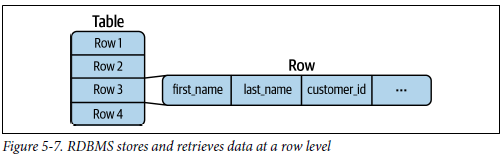 Table
Row 1
Row 2
Row 3
Row 4
Row
first_name last_name customer_id ...
Figure 5-7. RDBMS stores and retrieves data at a row level